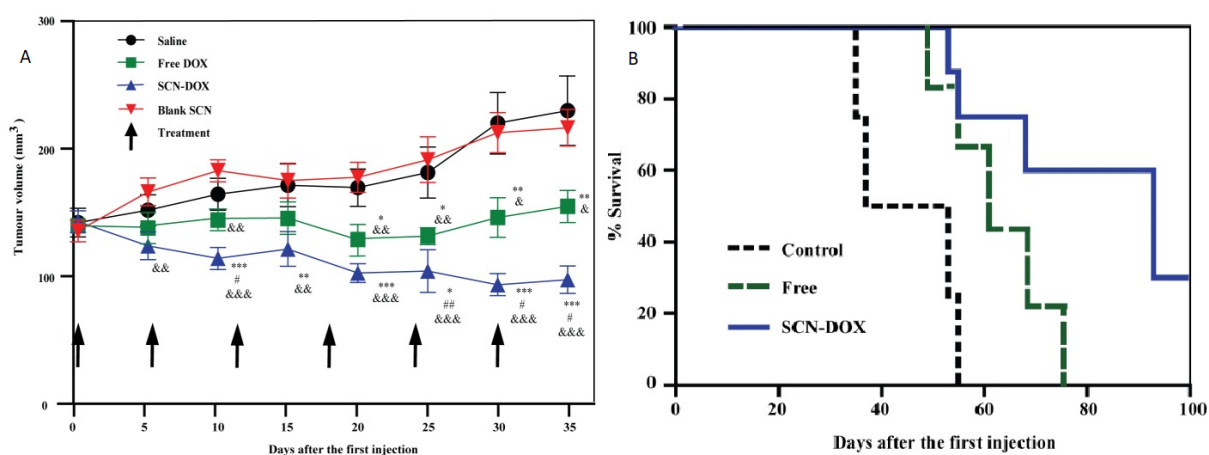 A
Tumour volume (mm³)
300
200
100
0
Saline
Free DOX
SCN-DOX
Blank SCN
Treatment
&&
&&
***
#
&&&
**
&&
*
&&
***
&&&
*
&&
*
##
&&&
**
&
***
#
&&&
**
&
***
#
&&&
0 5 10 15 20 25 30 35
Days after the first injection
B
% Survival
100
80
60
40
20
0
Control
Free
SCN-DOX
0 20 40 60 80 100
Days after the first injection